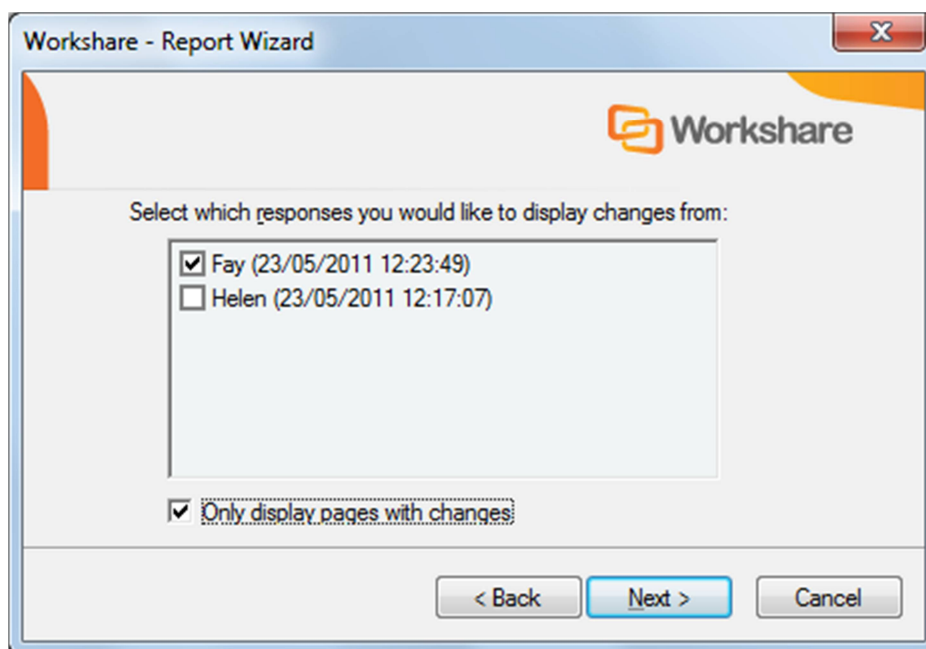 Workshare - Report Wizard
Workshare
Select which responses you would like to display changes from:
Fay (23/05/2011 12:23:49)
Helen (23/05/2011 12:17:07)
Only display pages with changes
< Back Next > Cancel